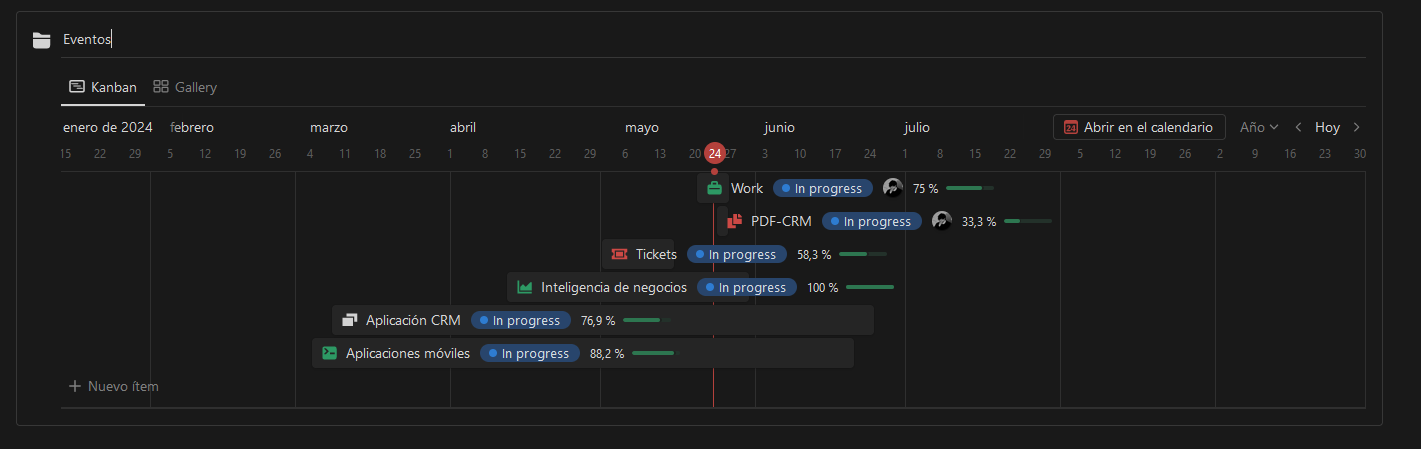 Eventos
Kanban Gallery
enero de 2024 febrero marzo abril mayo junio julio 24 Abrir en el calendario Año Hoy
15 22 29 5 12 19 26 4 11 18 25 1 8 15 22 29 6 13 20 24 27 3 10 17 24 1 8 15 22 29 5 12 19 26 2 9 16 23 30
Work In progress 75 %
PDF-CRM In progress 33,3 %
Tickets In progress 58,3 %
Inteligencia de negocios In progress 100 %
Aplicación CRM In progress 76,9 %
Aplicaciones móviles In progress 88,2 %
Nuevo ítem